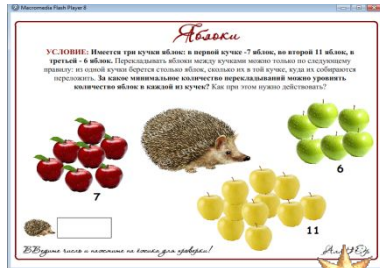 Macromedia Flash Player 8
Яблоки
УСЛОВИЕ: Имеется три кучки яблок: в первой кучке -7 яблок, во второй 11 яблок, в
третьей - 6 яблок. Перекладывать яблоки между кучками можно только по следующему
правилу: из одной кучки берется столько яблок, сколько их в той кучке, куда их собираются
переложить. За какое минимальное количество перекладываний можно уровнять
количество яблок в каждой из кучек? Как при этом нужно действовать?
7
6
11
ВВедите число и нажмите на ёжика для проверки!